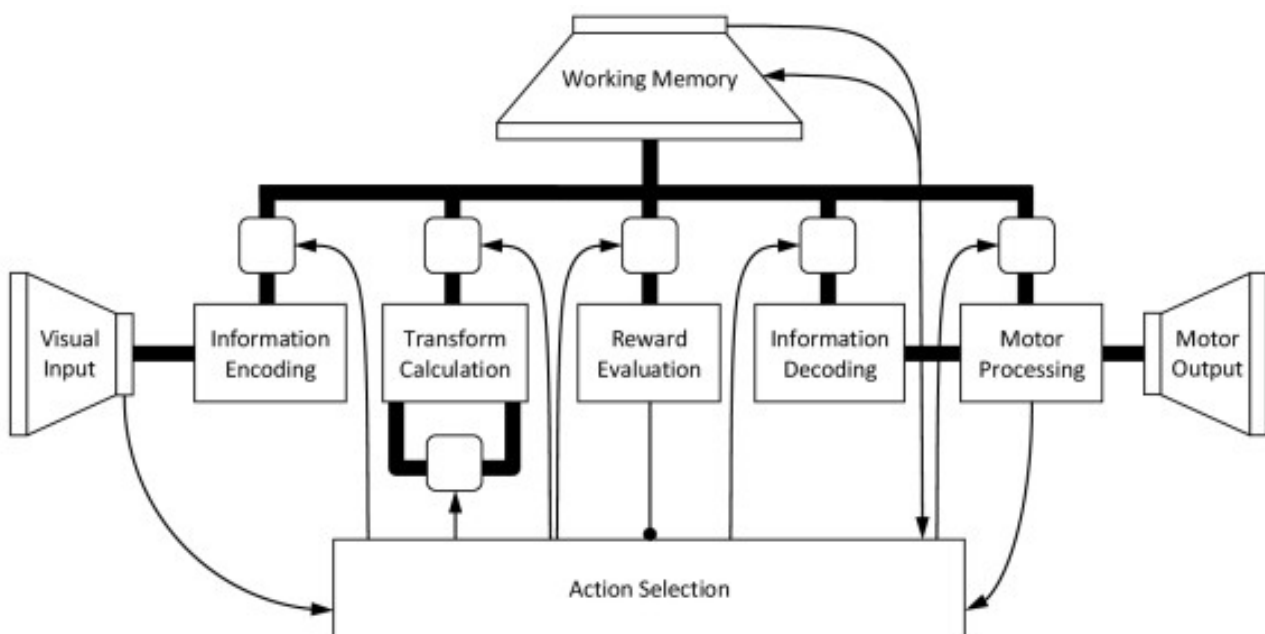 Working Memory
Visual
Input
Information
Encoding
Transform
Calculation
Reward
Evaluation
Information
Decoding
Motor
Processing
Motor
Output
Action Selection